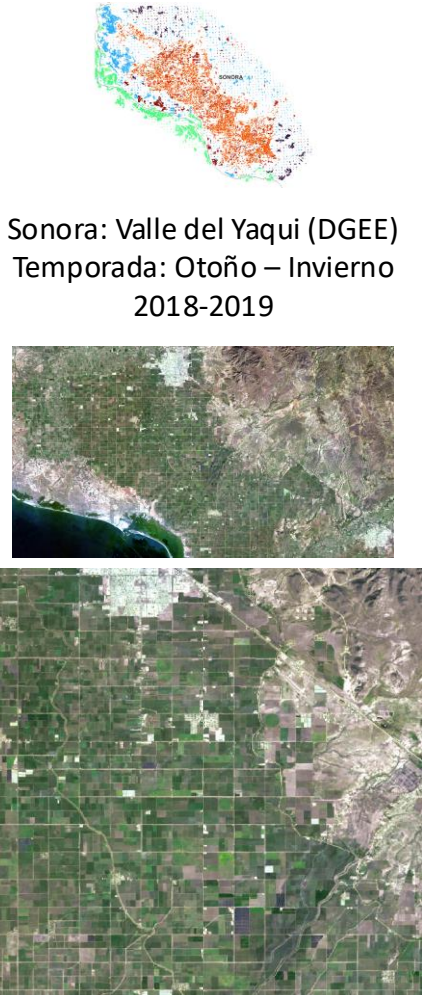 SONORA
Sonora: Valle del Yaqui (DGEE)
Temporada: Otoño – Invierno
2018-2019